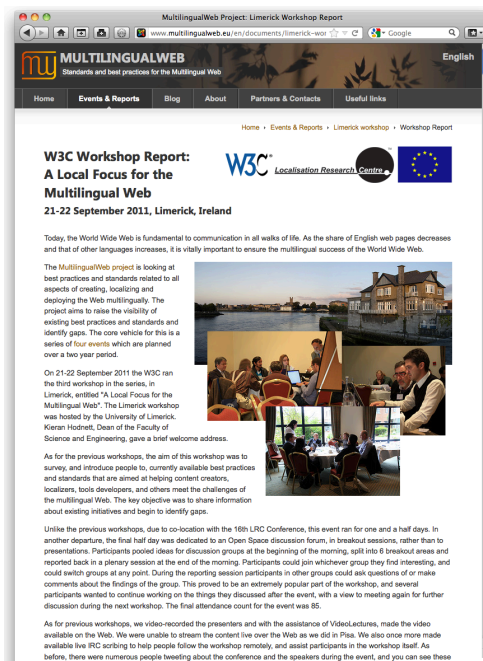 MultilingualWeb Project: Limerick Workshop Report
www.multilingualweb.eu/en/documents/limerick-wor
Google
MULTILINGUALWEB
Standards and best practices for the Multilingual Web
English
Home Events & Reports Blog About Partners & Contacts Useful links
Home › Events & Reports › Limerick workshop › Workshop Report
W3C Workshop Report:
A Local Focus for the
Multilingual Web
21-22 September 2011, Limerick, Ireland
W3C
Localisation Research Centre
Today, the World Wide Web is fundamental to communication in all walks of life. As the share of English web pages decreases
and that of other languages increases, it is vitally important to ensure the multilingual success of the World Wide Web.
The MultilingualWeb project is looking at
best practices and standards related to all
aspects of creating, localizing and
deploying the Web multilingually. The
project aims to raise the visibility of
existing best practices and standards and
identify gaps. The core vehicle for this is a
series of four events which are planned
over a two year period.
On 21-22 September 2011 the W3C ran
the third workshop in the series, in
Limerick, entitled "A Local Focus for the
Multilingual Web". The Limerick workshop
was hosted by the University of Limerick.
Kieran Hodnett, Dean of the Faculty of
Science and Engineering, gave a brief welcome address.
As for the previous workshops, the aim of this workshop was to
survey, and introduce people to, currently available best practices
and standards that are aimed at helping content creators,
localizers, tools developers, and others meet the challenges of
the multilingual Web. The key objective was to share information
about existing initiatives and begin to identify gaps.
Unlike the previous workshops, due to co-location with the 16th LRC Conference, this event ran for one and a half days. In
another departure, the final half day was dedicated to an Open Space discussion forum, in breakout sessions, rather than to
presentations. Participants pooled ideas for discussion groups at the beginning of the morning, split into 6 breakout areas and
reported back in a plenary session at the end of the morning. Participants could join whichever group they find interesting, and
could switch groups at any point. During the reporting session participants in other groups could ask questions of or make
comments about the findings of the group. This proved to be an extremely popular part of the workshop, and several
participants wanted to continue working on the things they discussed after the event, with a view to meeting again for further
discussion during the next workshop. The final attendance count for the event was 85.
As for previous workshops, we video-recorded the presenters and with the assistance of VideoLectures, made the video
available on the Web. We were unable to stream the content live over the Web as we did in Pisa. We also once more made
available live IRC scribing to help people follow the workshop remotely, and assist participants in the workshop itself. As
before, there were numerous people tweeting about the conference and the speakers during the event, and you can see these